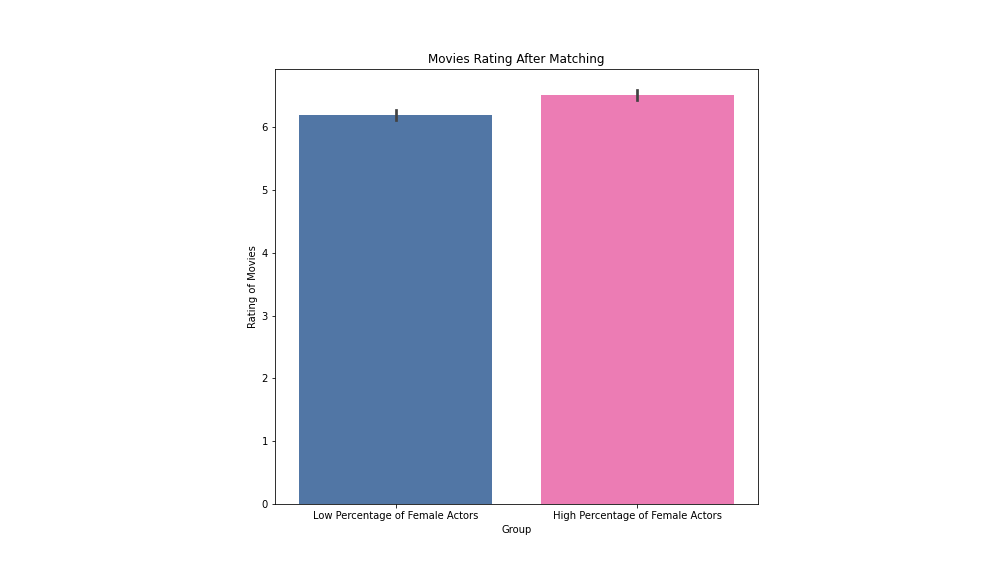 Movies Rating After Matching
Rating of Movies
6
5
4
3
2
1
0
Low Percentage of Female Actors
High Percentage of Female Actors
Group